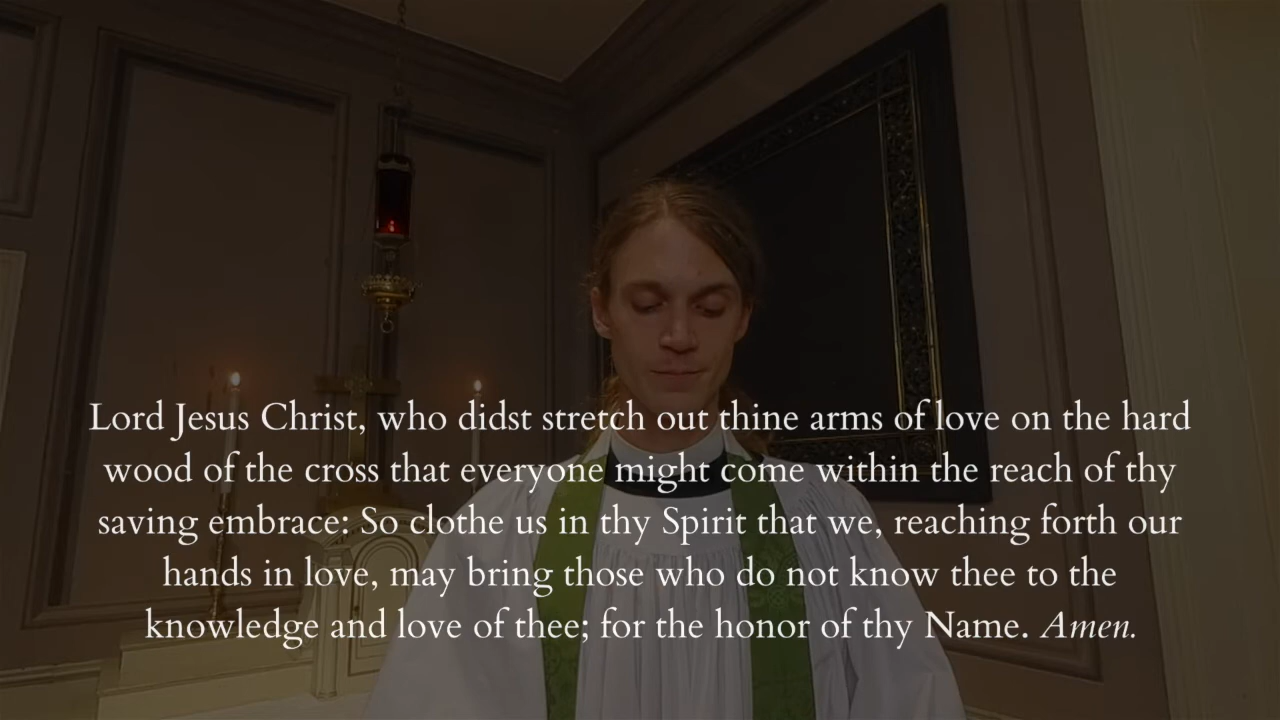 Lord Jesus Christ, who didst stretch out thine arms of love on the hard
wood of the cross that everyone might come within the reach of thy
saving embrace: So clothe us in thy Spirit that we, reaching forth our
hands in love, may bring those who do not know thee to the
knowledge and love of thee; for the honor of thy Name. Amen.